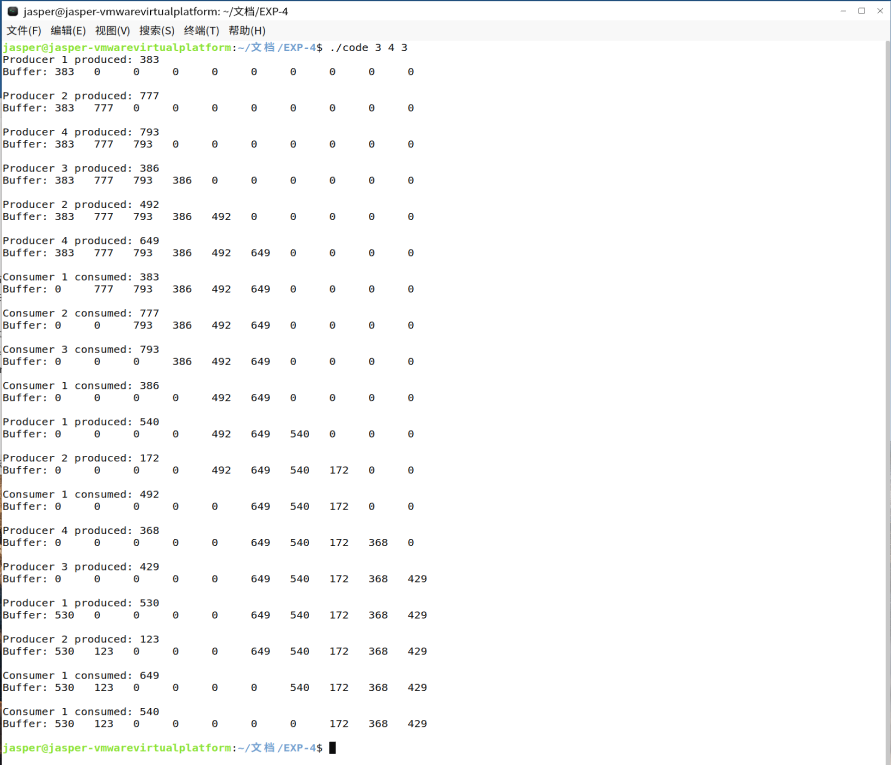 jasper@jasper-vmwarevirtualplatform: ~/文档/EXP-4
文件(F) 编辑(E) 视图(V) 搜索(S) 终端(T) 帮助(H)
jasper@jasper-vmwarevirtualplatform:~/文档/EXP-4$ ./code 3 4 3
Producer 1 produced: 383
Buffer: 383 0 0 0 0 0 0 0 0 0
Producer 2 produced: 777
Buffer: 383 777 0 0 0 0 0 0 0 0
Producer 4 produced: 793
Buffer: 383 777 793 0 0 0 0 0 0 0
Producer 3 produced: 386
Buffer: 383 777 793 386 0 0 0 0 0 0
Producer 2 produced: 492
Buffer: 383 777 793 386 492 0 0 0 0 0
Producer 4 produced: 649
Buffer: 383 777 793 386 492 649 0 0 0 0
Consumer 1 consumed: 383
Buffer: 0 777 793 386 492 649 0 0 0 0
Consumer 2 consumed: 777
Buffer: 0 0 793 386 492 649 0 0 0 0
Consumer 3 consumed: 793
Buffer: 0 0 0 386 492 649 0 0 0 0
Consumer 1 consumed: 386
Buffer: 0 0 0 0 492 649 0 0 0 0
Producer 1 produced: 540
Buffer: 0 0 0 0 492 649 540 0 0 0
Producer 2 produced: 172
Buffer: 0 0 0 0 492 649 540 172 0 0
Consumer 1 consumed: 492
Buffer: 0 0 0 0 0 649 540 172 0 0
Producer 4 produced: 368
Buffer: 0 0 0 0 0 649 540 172 368 0
Producer 3 produced: 429
Buffer: 0 0 0 0 0 649 540 172 368 429
Producer 1 produced: 530
Buffer: 530 0 0 0 0 649 540 172 368 429
Producer 2 produced: 123
Buffer: 530 123 0 0 0 649 540 172 368 429
Consumer 1 consumed: 649
Buffer: 530 123 0 0 0 0 540 172 368 429
Consumer 1 consumed: 540
Buffer: 530 123 0 0 0 0 0 172 368 429
jasper@jasper-vmwarevirtualplatform:~/文档/EXP-4$